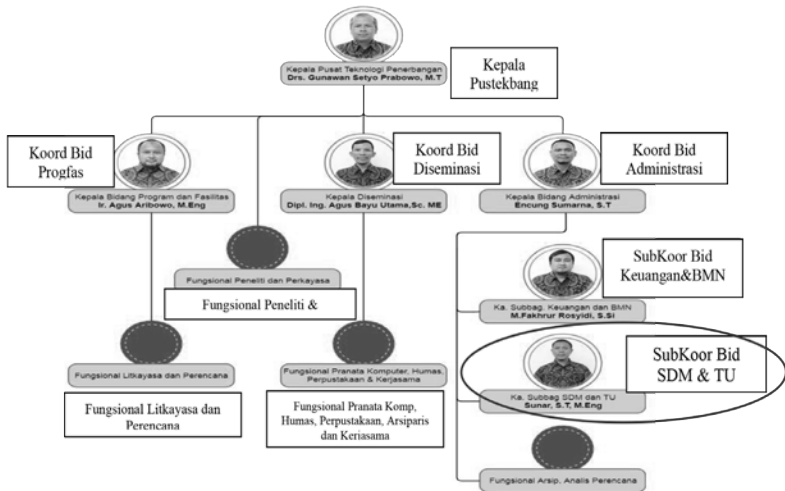 Kepala Pusat Teknologi Penerbangan
Drs. Gunawan Setyo Prabowo, M.T
Kepala
Pustekbang
Koord Bid
Progfas
Kepala Bidang Program dan Fasilitas
Ir. Agus Aribowo, M.Eng
Koord Bid
Diseminasi
Kepala Diseminasi
Dipl. Ing. Agus Bayu Utama,Sc. ME
Koord Bid
Administrasi
Kepala Bidang Administrasi
Encung Sumarna, S.T
Fungsional Peneliti dan Perkayasa
Fungsional Peneliti &
SubKoor Bid
Keuangan&BMN
Ka. Subbag. Keuangan dan BMN
M.Fakhrur Rosyidi, S.Si
Fungsional Litkayasa dan Perencana
Fungsional Litkayasa dan
Perencana
Fungsional Pranata Komputer, Humas,
Perpustakaan & Kerjasama
Fungsional Pranata Komp,
Humas, Perpustakaan, Arsiparis
dan Kerjasama
SubKoor Bid
SDM & TU
Ka. Subbag SDM dan TU
Sunar, S.T, M.Eng
Fungsional Arsip, Analis Perencana